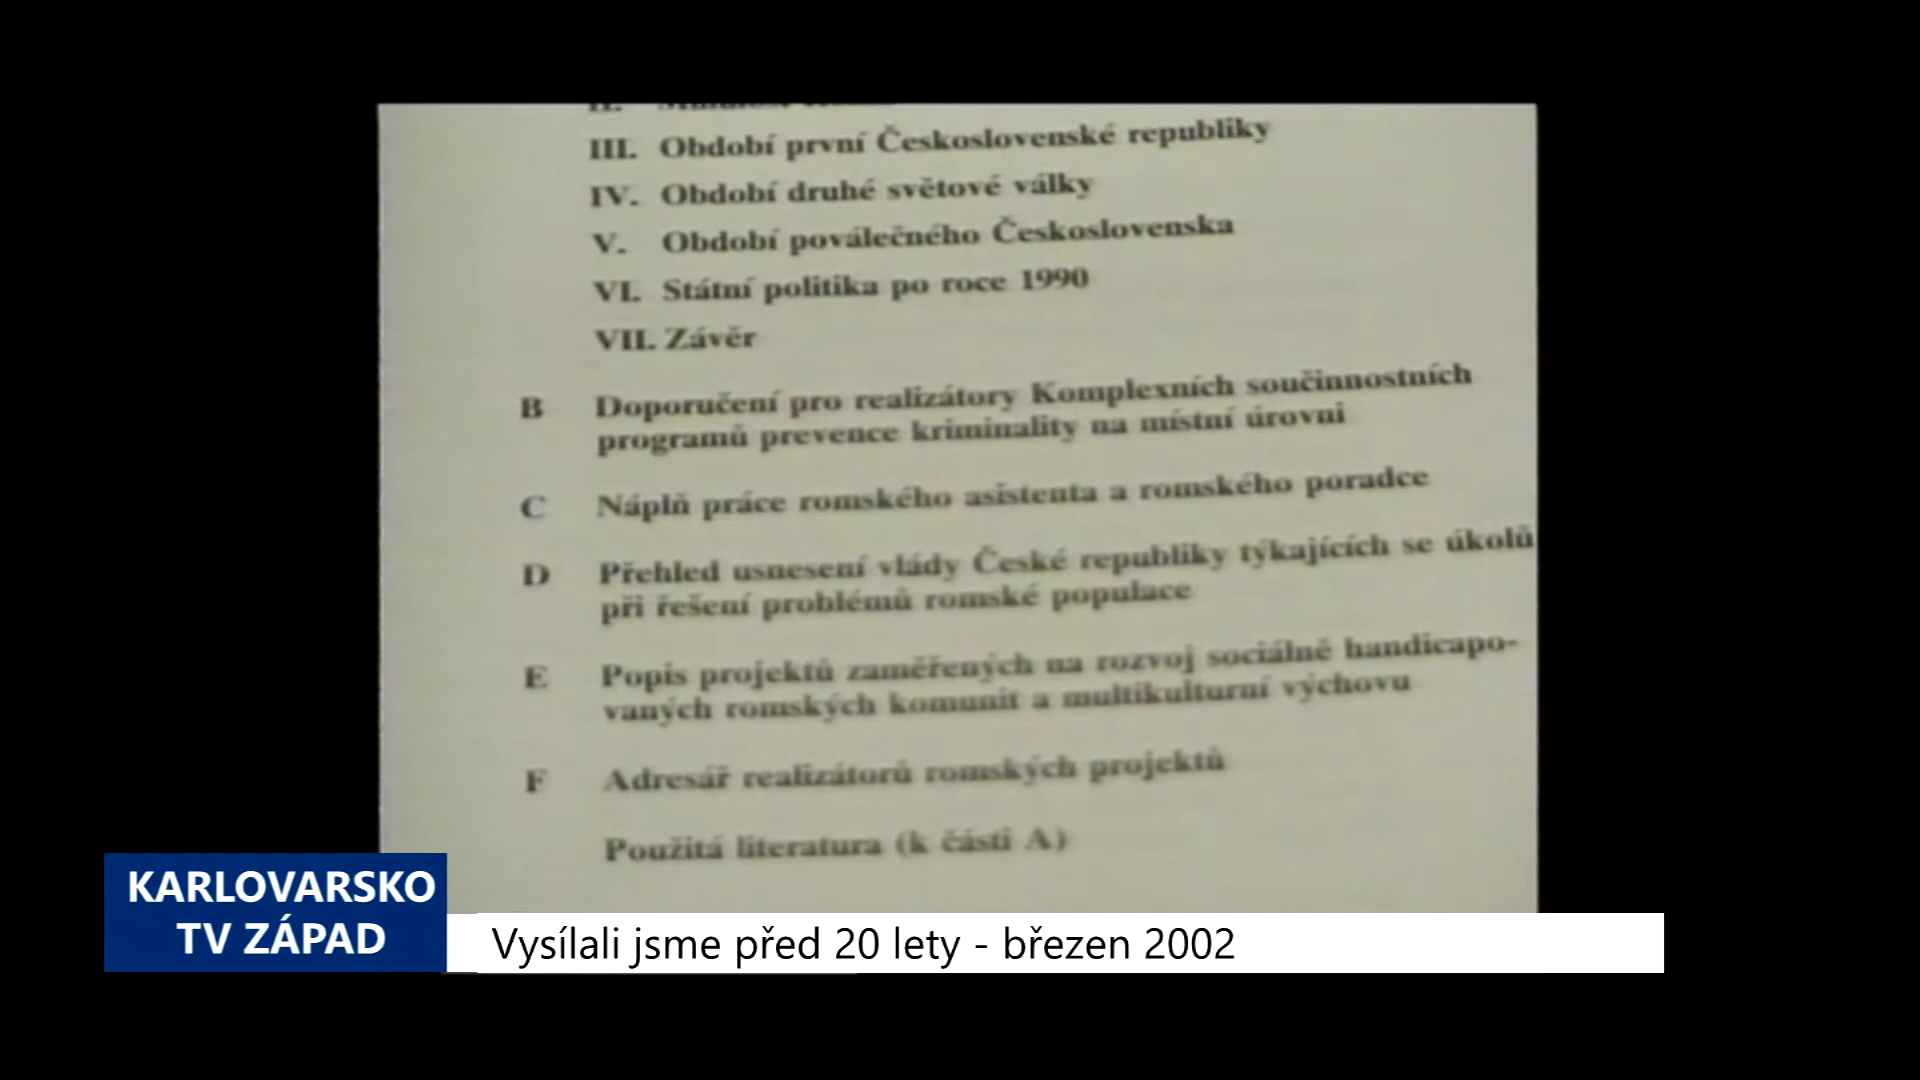 II.
III. Období první Československé republiky
IV. Období druhé světové války
V. Období poválečného Československa
VI. Státní politika po roce 1990
VII. Závěr
B Doporučení pro realizátory Komplexních součinnostních
programů prevence kriminality na místní úrovni
C Náplň práce romského asistenta a romského poradce
D Přehled usnesení vlády České republiky týkajících se úkolů
při řešení problémů romské populace
E Popis projektů zaměřených na rozvoj sociálně handicapo-
vaných romských komunit a multikulturní výchovu
F Adresář realizátorů romských projektů
Použitá literatura (k části A)
KARLOVARSKO
TV ZÁPAD
Vysílali jsme před 20 lety - březen 2002